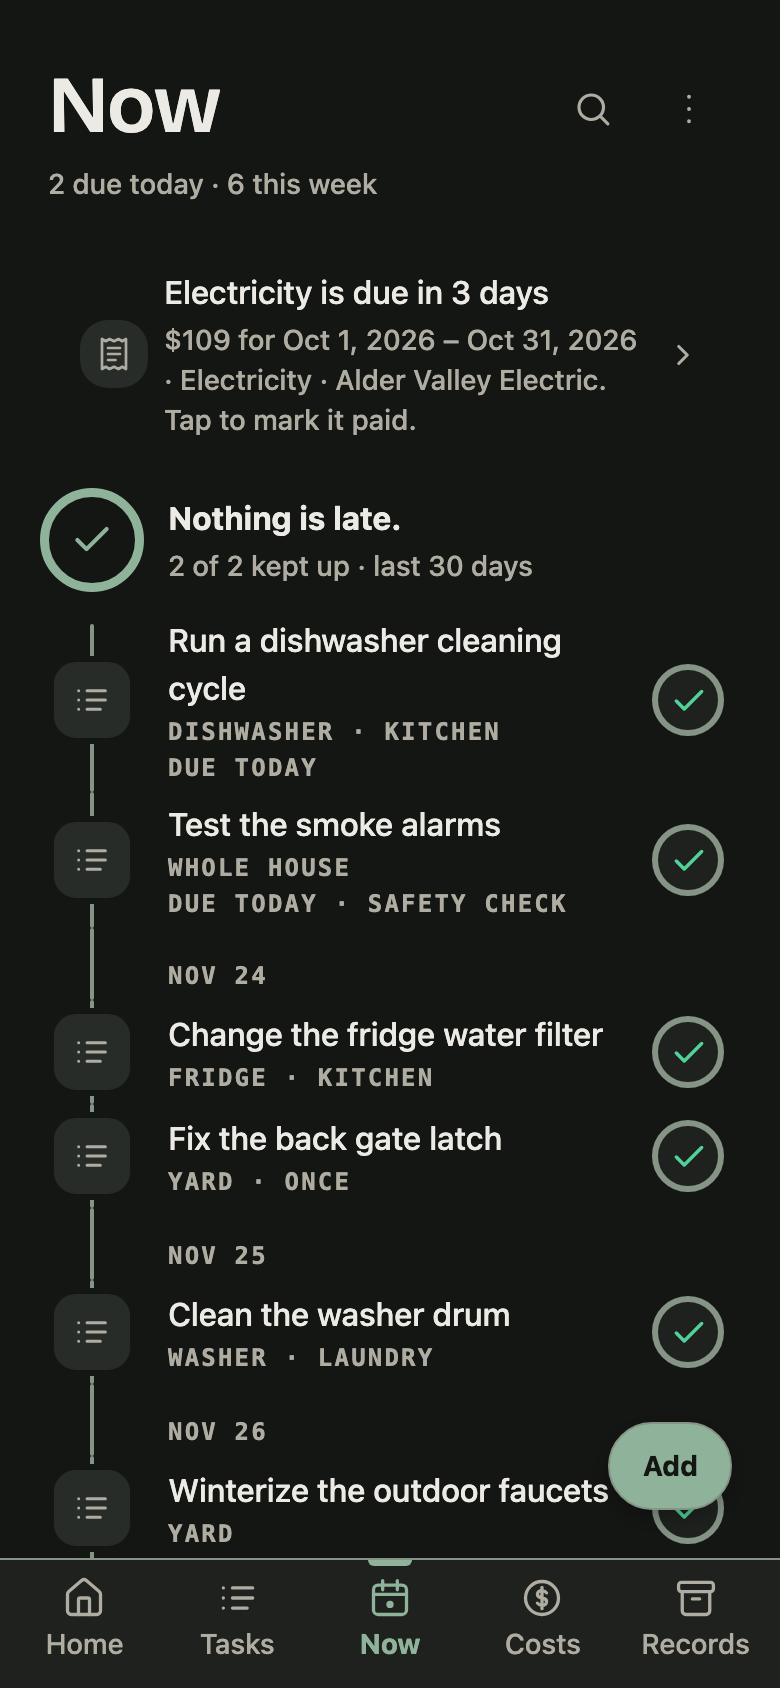 Now
2 due today · 6 this week
Electricity is due in 3 days
$109 for Oct 1, 2026 – Oct 31, 2026
· Electricity · Alder Valley Electric.
Tap to mark it paid.
Nothing is late.
2 of 2 kept up · last 30 days
Run a dishwasher cleaning
cycle
DISHWASHER · KITCHEN
DUE TODAY
Test the smoke alarms
WHOLE HOUSE
DUE TODAY · SAFETY CHECK
NOV 24
Change the fridge water filter
FRIDGE · KITCHEN
Fix the back gate latch
YARD · ONCE
NOV 25
Clean the washer drum
WASHER · LAUNDRY
NOV 26
Add
Winterize the outdoor faucets
YARD
Home Tasks Now Costs Records